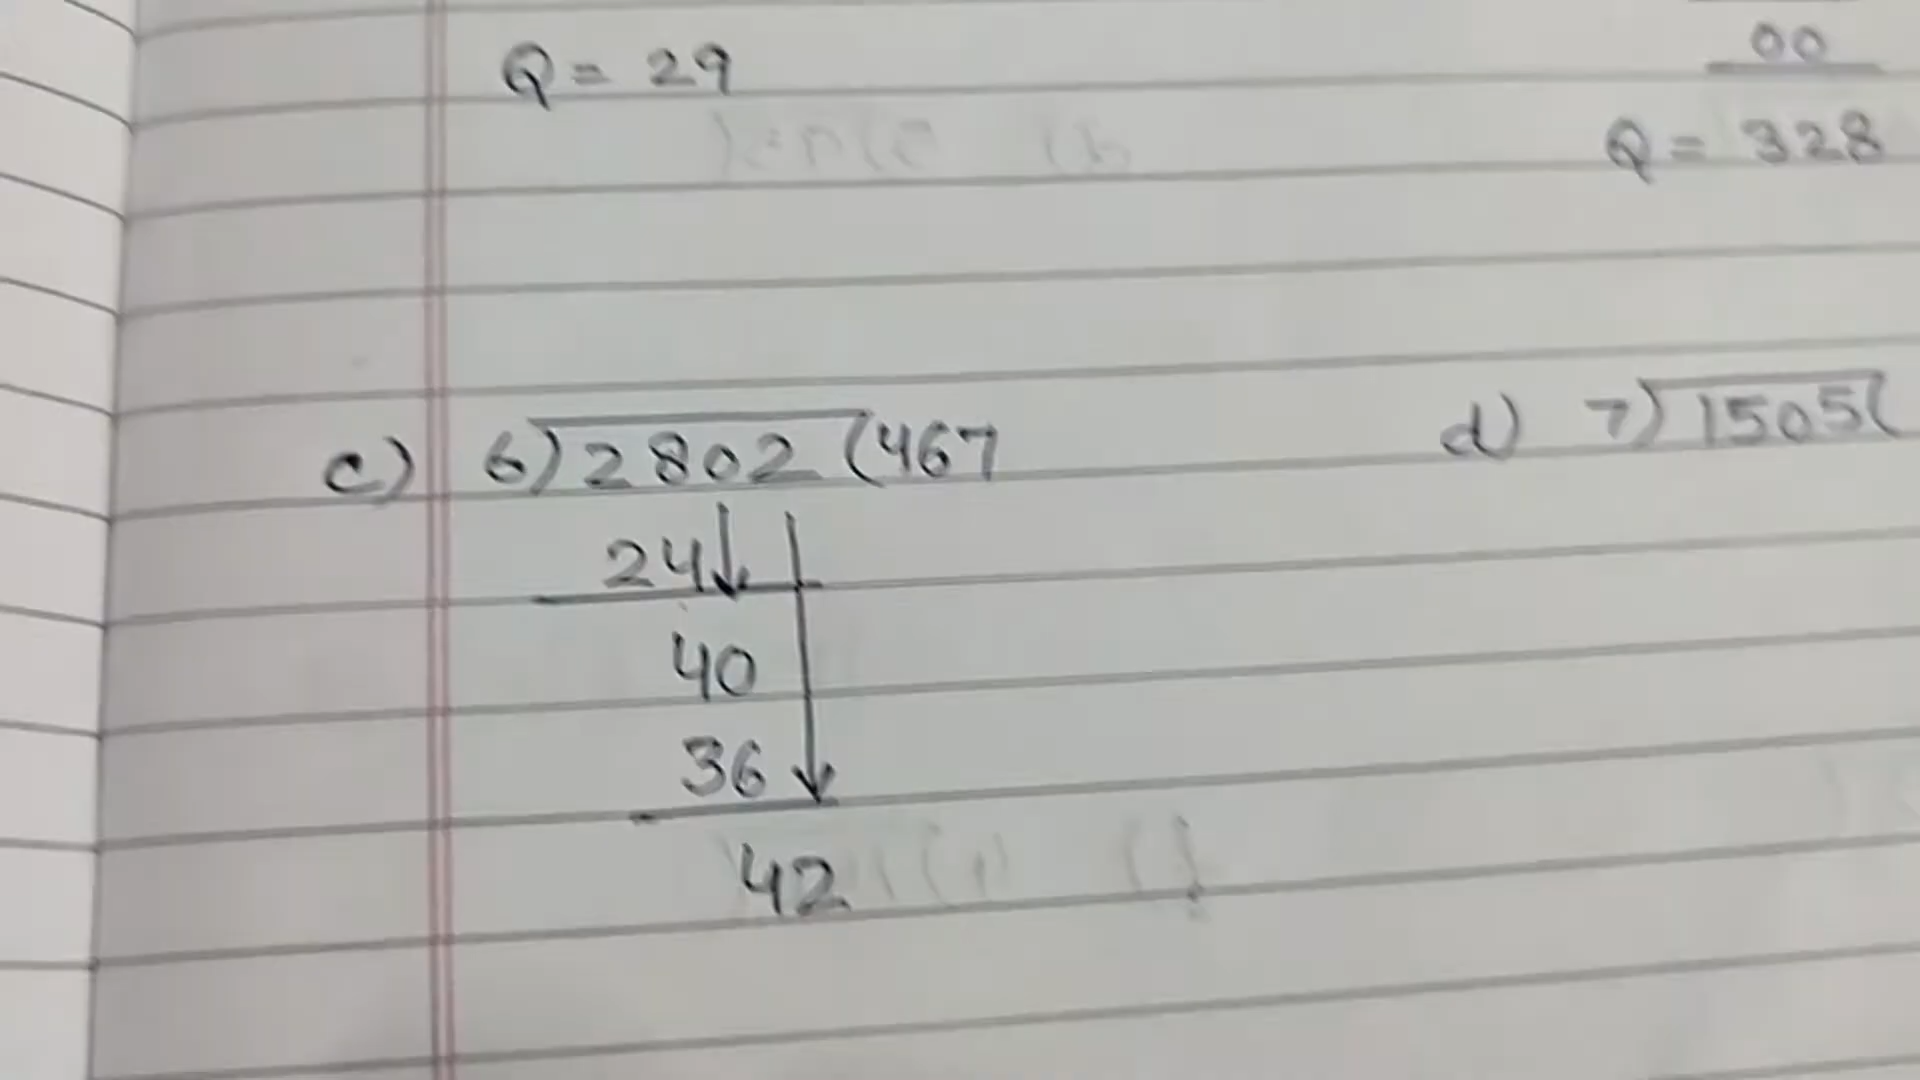 Q = 29
00
Q = 328
c) 6)2802(467
24
40
36
42
d) 7)1505(